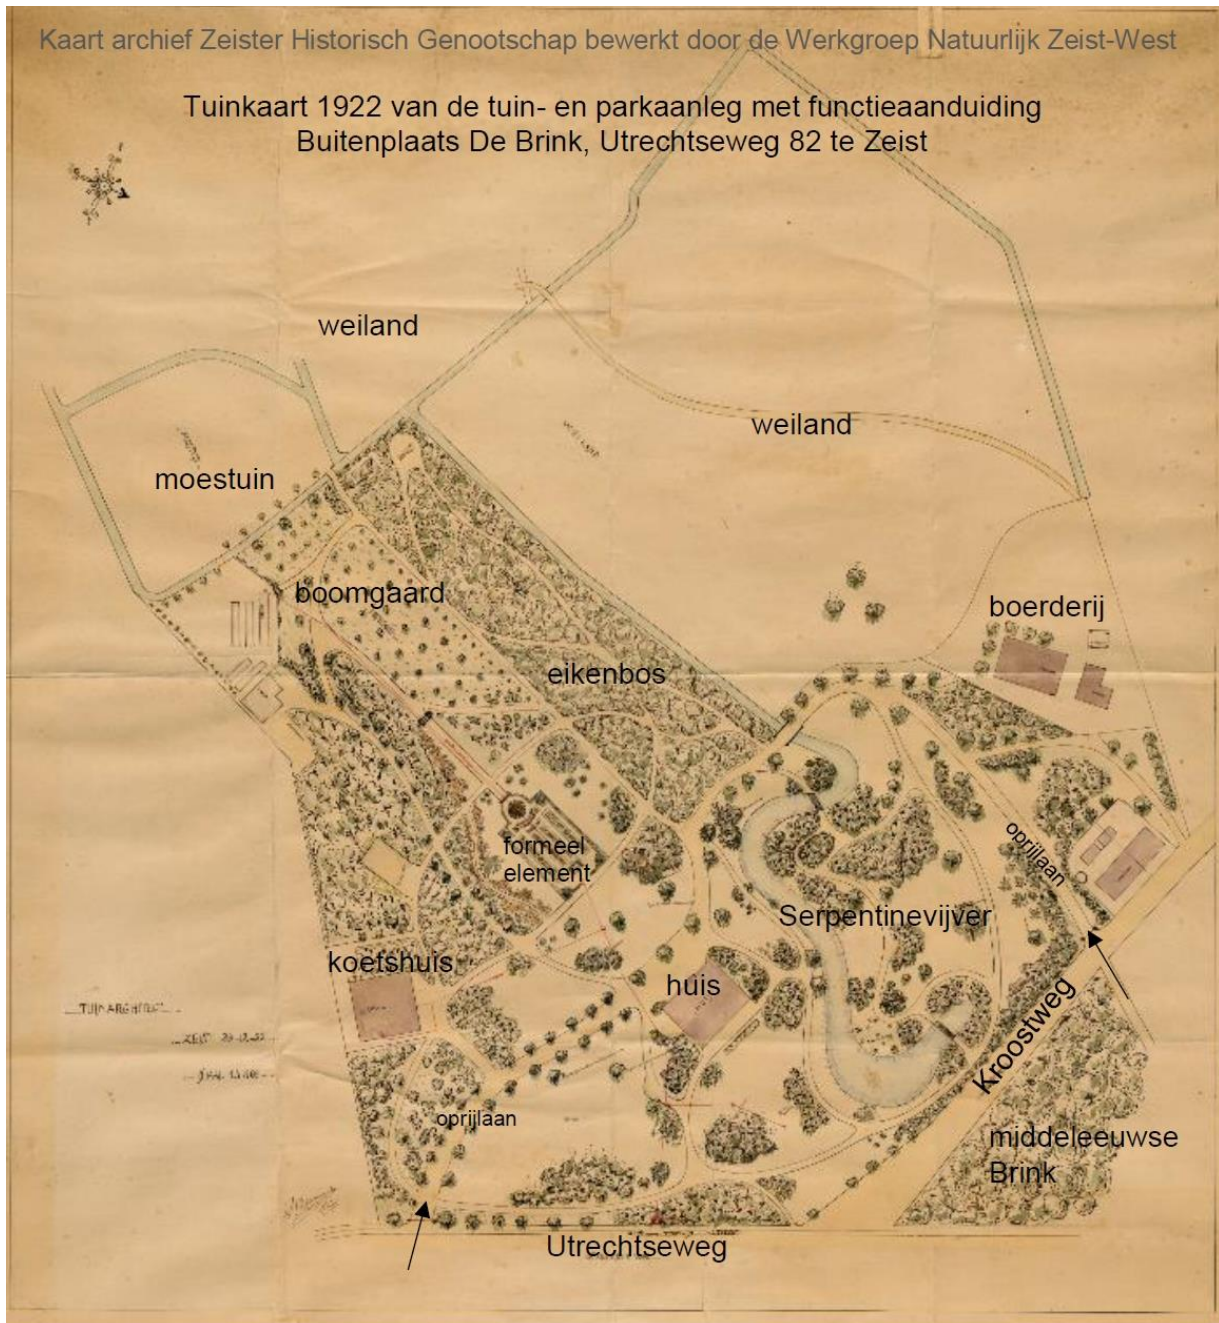 Kaart archief Zeister Historisch Genootschap bewerkt door de Werkgroep Natuurlijk Zeist-West
Tuinkaart 1922 van de tuin- en parkaanleg met functieaanduiding
Buitenplaats De Brink, Utrechtseweg 82 te Zeist
weiland
weiland
moestuin
boomgaard
boerderij
eikenbos
oprijlaan
formeel
element
Serpentinevijver
koetshuis
huis
Kroostweg
oprijlaan
middeleeuwse
Brink
Utrechtseweg